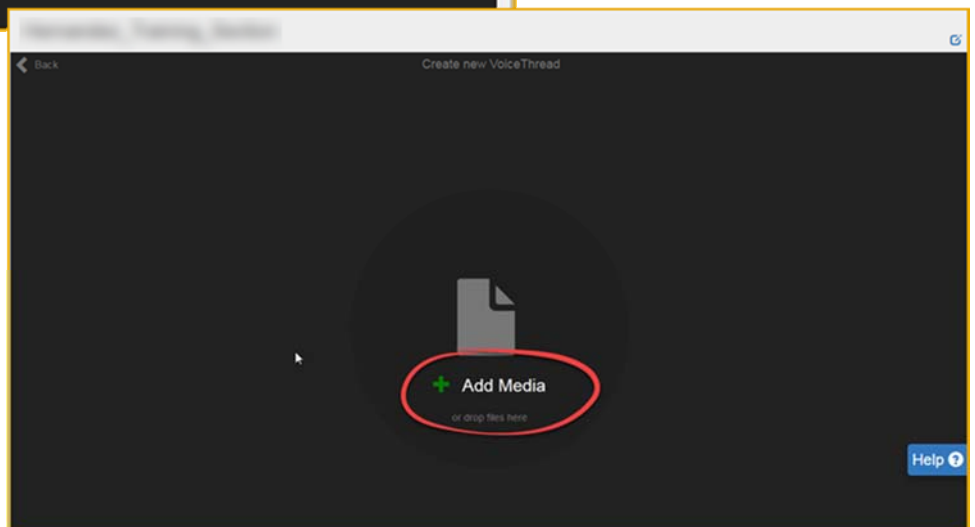 Back
Create new VoiceThread
+ Add Media
or drop files here
Help ?